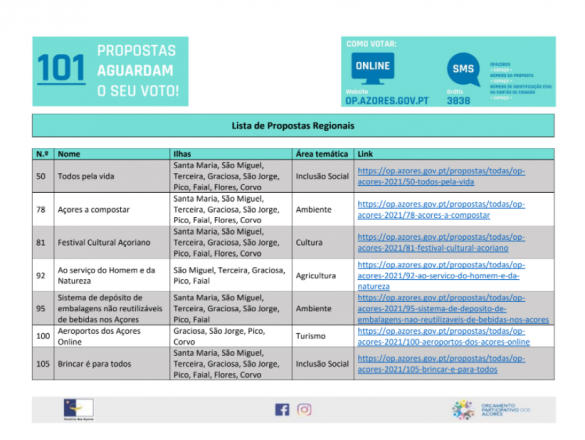 101 PROPOSTAS
AGUARDAM
O SEU VOTO!
COMO VOTAR:
ONLINE
Website
OP.AZORES.GOV.PT
SMS
Grátis
3838
OPAZORES
NÚMERO DA PROPOSTA
NÚMERO DE IDENTIFICAÇÃO CIVIL
Lista de Propostas Regionais
N.º Nome Ilhas Área temática Link
50 Todos pela vida Santa Maria, São Miguel,
Terceira, Graciosa, São Jorge,
Pico, Faial, Flores, Corvo
Inclusão Social https://op.azores.gov.pt/propostas/todas/op-
acores-2021/50-todos-pela-vida
78 Açores a compostar Santa Maria, São Miguel,
Terceira, Graciosa, São Jorge,
Pico, Faial, Flores, Corvo
Ambiente https://op.azores.gov.pt/propostas/todas/op-
acores-2021/78-acores-a-compostar
81 Festival Cultural Açoriano Santa Maria, São Miguel,
Terceira, Graciosa, São Jorge,
Pico, Faial, Flores, Corvo
Cultura https://op.azores.gov.pt/propostas/todas/op-
acores-2021/81-festival-cultural-acoriano
92 Ao serviço do Homem e da
Natureza
São Miguel, Terceira, Graciosa,
Pico, Faial
Agricultura https://op.azores.gov.pt/propostas/todas/op-
acores-2021/92-ao-servico-do-homem-e-da-
natureza
95 Sistema de depósito de
embalagens não reutilizáveis
de bebidas nos Açores
Santa Maria, São Miguel,
Terceira, Graciosa, São Jorge,
Pico, Faial, Flores, Corvo
Ambiente https://op.azores.gov.pt/propostas/todas/op-
acores-2021/95-sistema-de-deposito-de-
embalagens-nao-reutilizaveis-de-bebidas-nos-acores
100 Aeroportos dos Açores
Online
Graciosa, São Jorge, Pico,
Corvo
Turismo https://op.azores.gov.pt/propostas/todas/op-
acores-2021/100-aeroportos-dos-acores-online
105 Brincar é para todos Santa Maria, São Miguel,
Terceira, Graciosa, São Jorge,
Pico, Faial, Flores, Corvo
Inclusão Social https://op.azores.gov.pt/propostas/todas/op-
acores-2021/105-brincar-e-para-todos
ORÇAMENTO
PARTICIPATIVO DOS
AÇORES